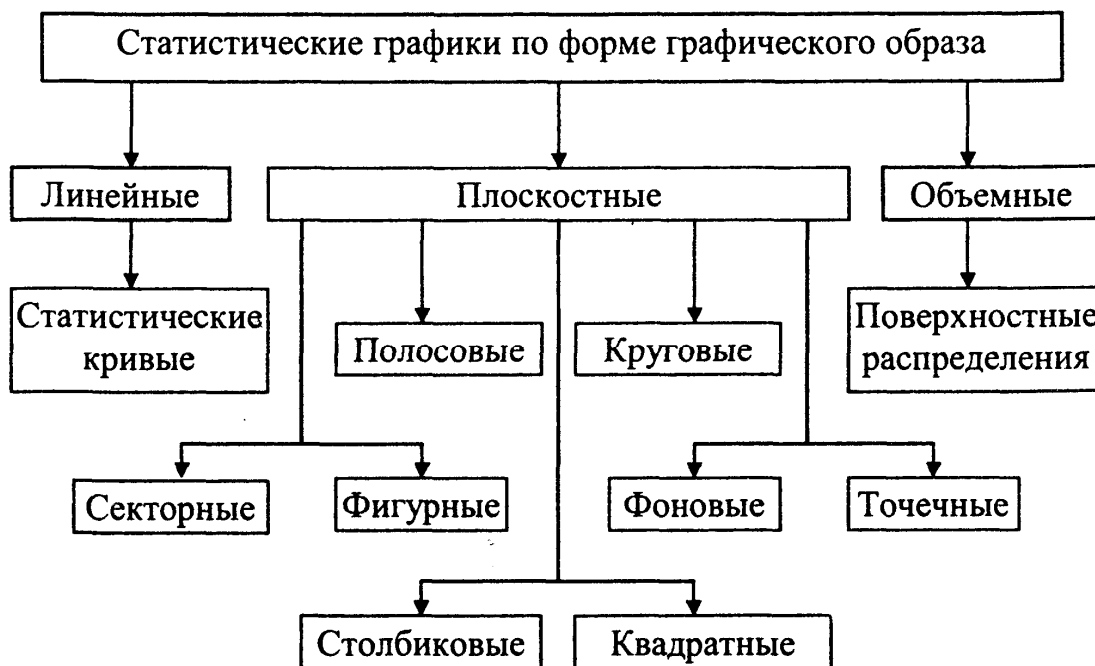 Статистические графики по форме графического образа
Линейные
Плоскостные
Объемные
Статистические
кривые
Полосовые
Круговые
Поверхностные
распределения
Секторные
Фигурные
Фоновые
Точечные
Столбиковые
Квадратные